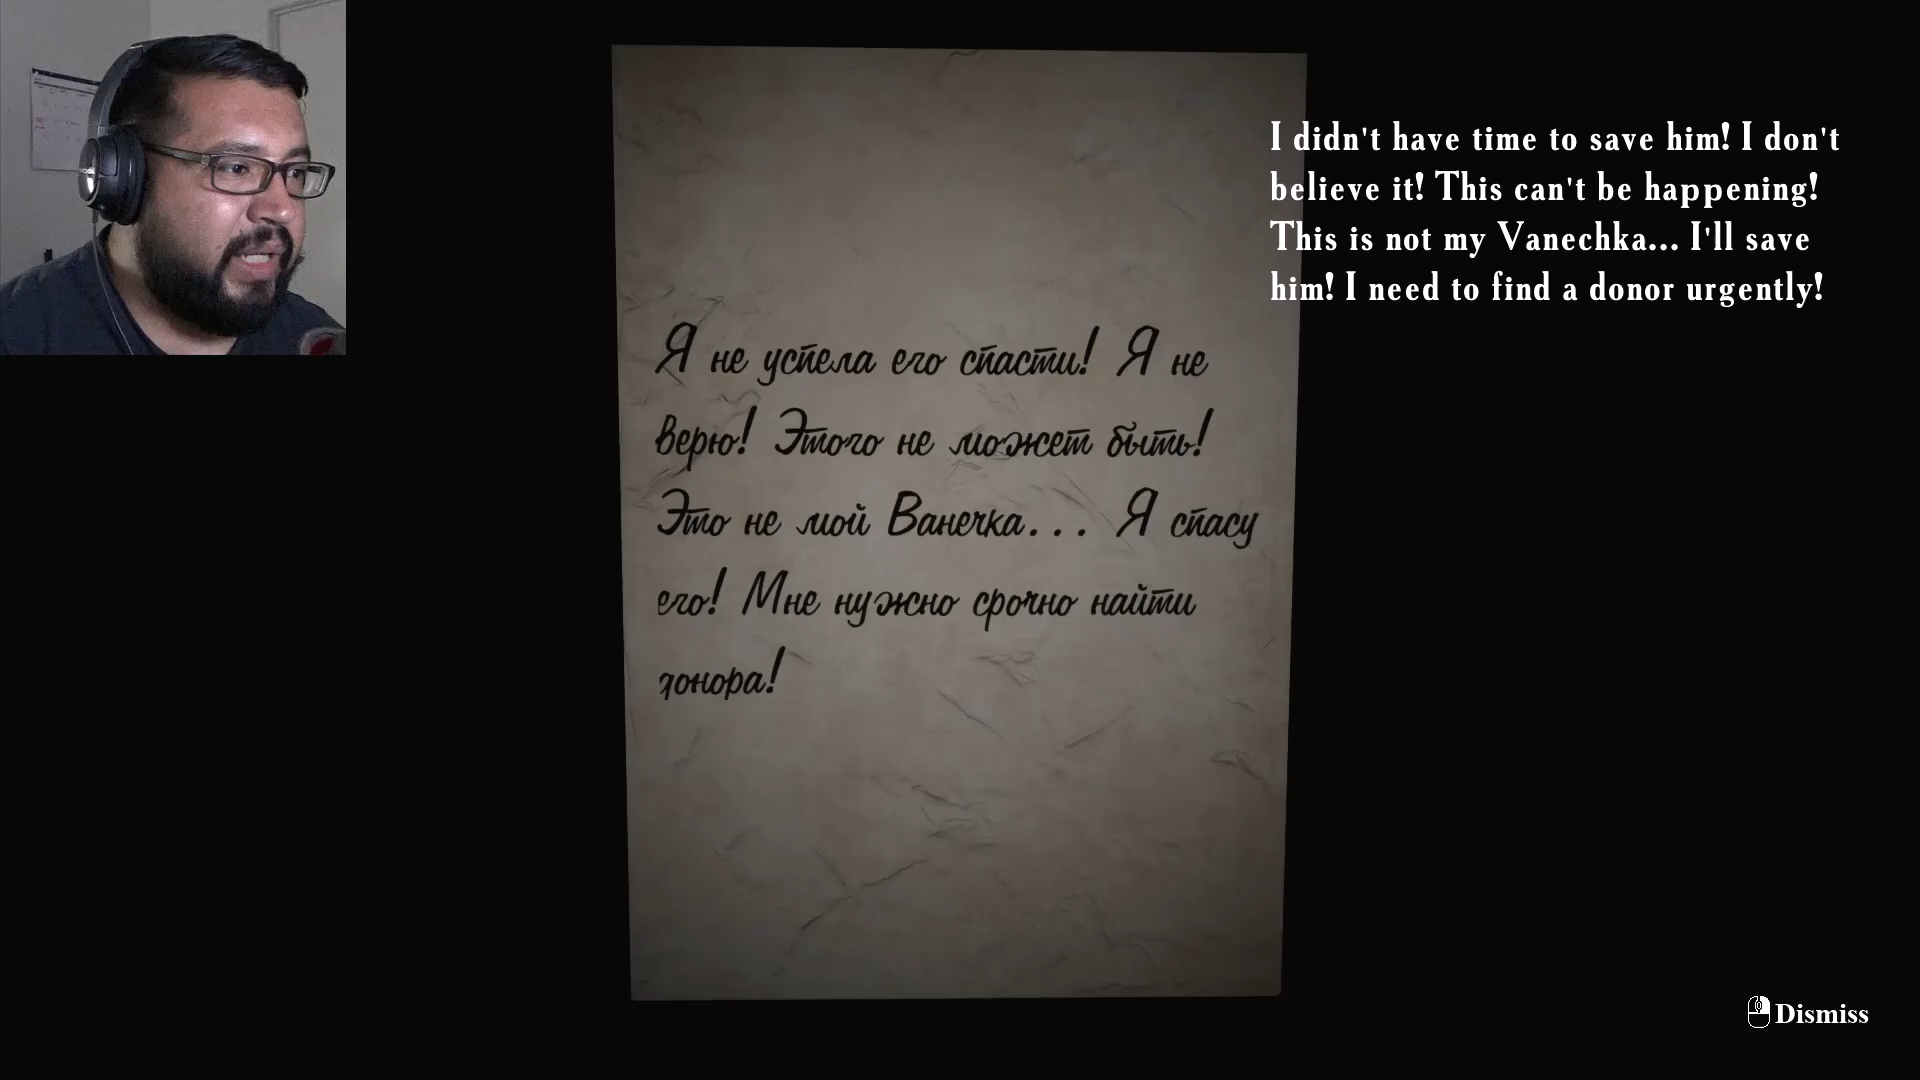 Я не успела его спасти! Я не
верю! Этого не может быть!
Это не мой Ванечка... Я спасу
его! Мне нужно срочно найти
донора!
I didn't have time to save him! I don't
believe it! This can't be happening!
This is not my Vanechka... I'll save
him! I need to find a donor urgently!
Dismiss